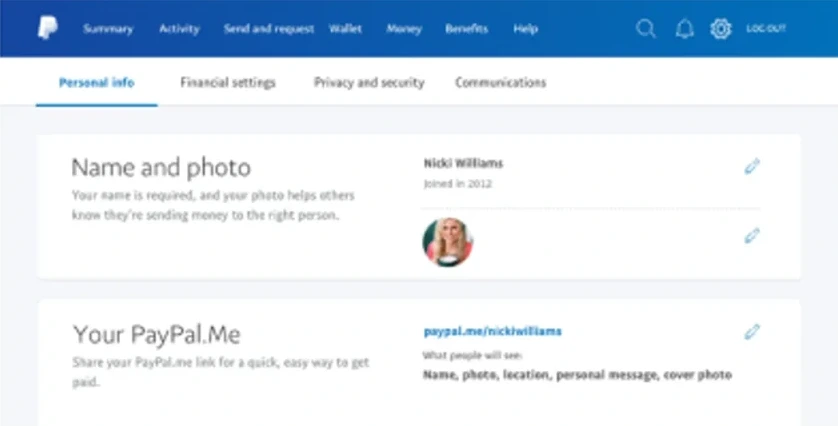 Summary Activity Send and request Wallet Money Benefits Help LOG OUT
Personal info Financial settings Privacy and security Communications
Name and photo
Your name is required, and your photo helps others
know they're sending money to the right person.
Nicki Williams
Joined in 2012
Your PayPal.Me
Share your PayPal.me link for a quick, easy way to get
paid.
paypal.me/nickiwilliams
What people will see:
Name, photo, location, personal message, cover photo